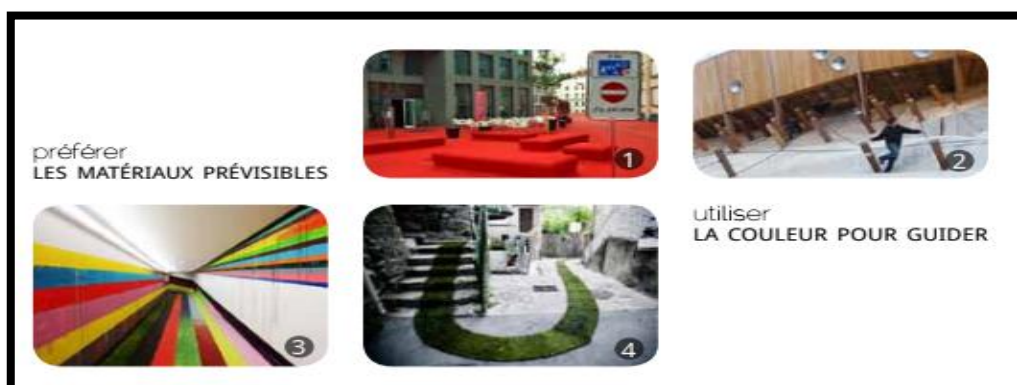 préférer
LES MATÉRIAUX PRÉVISIBLES
1
2
utiliser
LA COULEUR POUR GUIDER
3
4